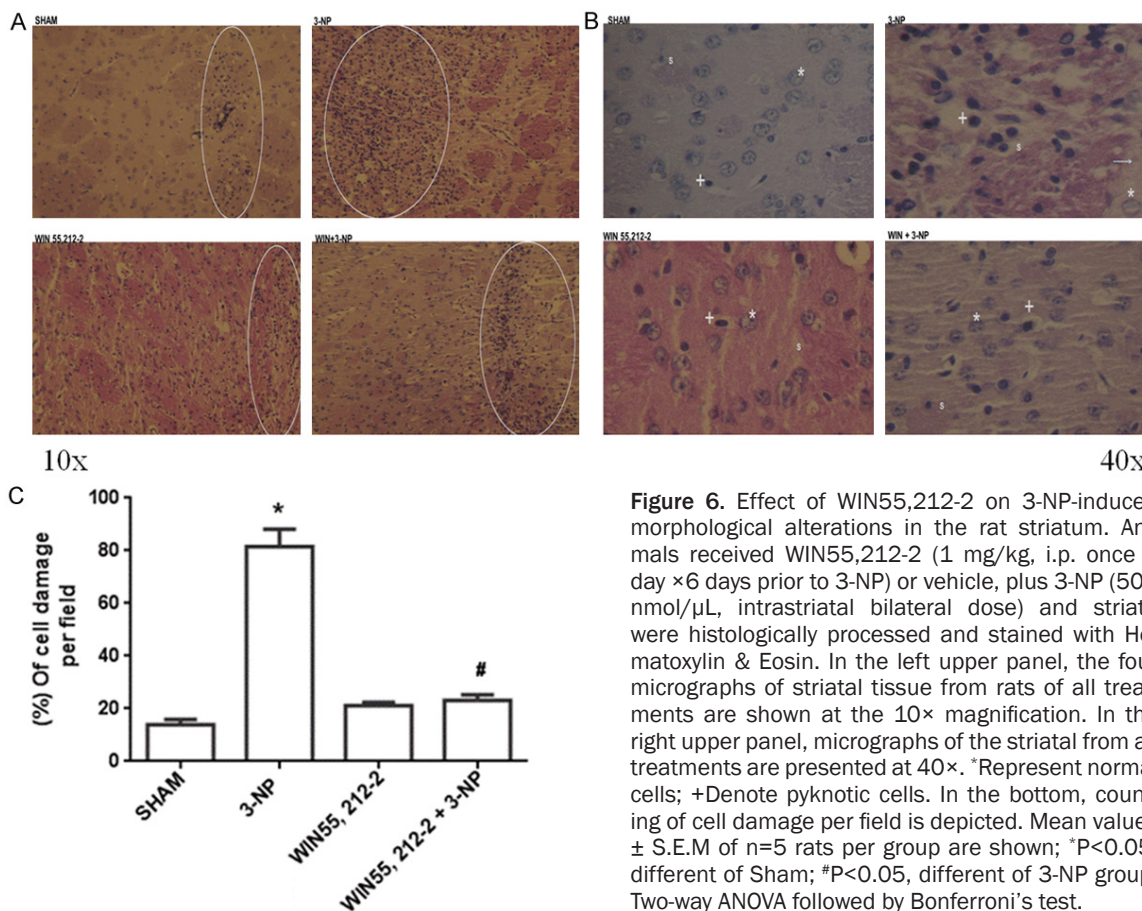 A
SHAM
3-NP
B
SHAM
3-NP
s
*
+
+
s
→
*
WIN 55,212-2
WIN+3-NP
WIN 55,212-2
WIN + 3-NP
+
*
s
*
+
s
10x
40x
C
(%) Of cell damage
per field
100
80
60
40
20
0
*
#
SHAM
3-NP
WIN55, 212-2
WIN55, 212-2 + 3-NP
Figure 6. Effect of WIN55,212-2 on 3-NP-induce
morphological alterations in the rat striatum. An
mals received WIN55,212-2 (1 mg/kg, i.p. once
day ×6 days prior to 3-NP) or vehicle, plus 3-NP (50
nmol/µL, intrastriatal bilateral dose) and striat
were histologically processed and stained with He
matoxylin & Eosin. In the left upper panel, the fou
micrographs of striatal tissue from rats of all trea
ments are shown at the 10× magnification. In th
right upper panel, micrographs of the striatal from a
treatments are presented at 40×. *Represent norma
cells; +Denote pyknotic cells. In the bottom, coun
ing of cell damage per field is depicted. Mean value
± S.E.M of n=5 rats per group are shown; *P<0.05
different of Sham; #P<0.05, different of 3-NP group
Two-way ANOVA followed by Bonferroni's test.